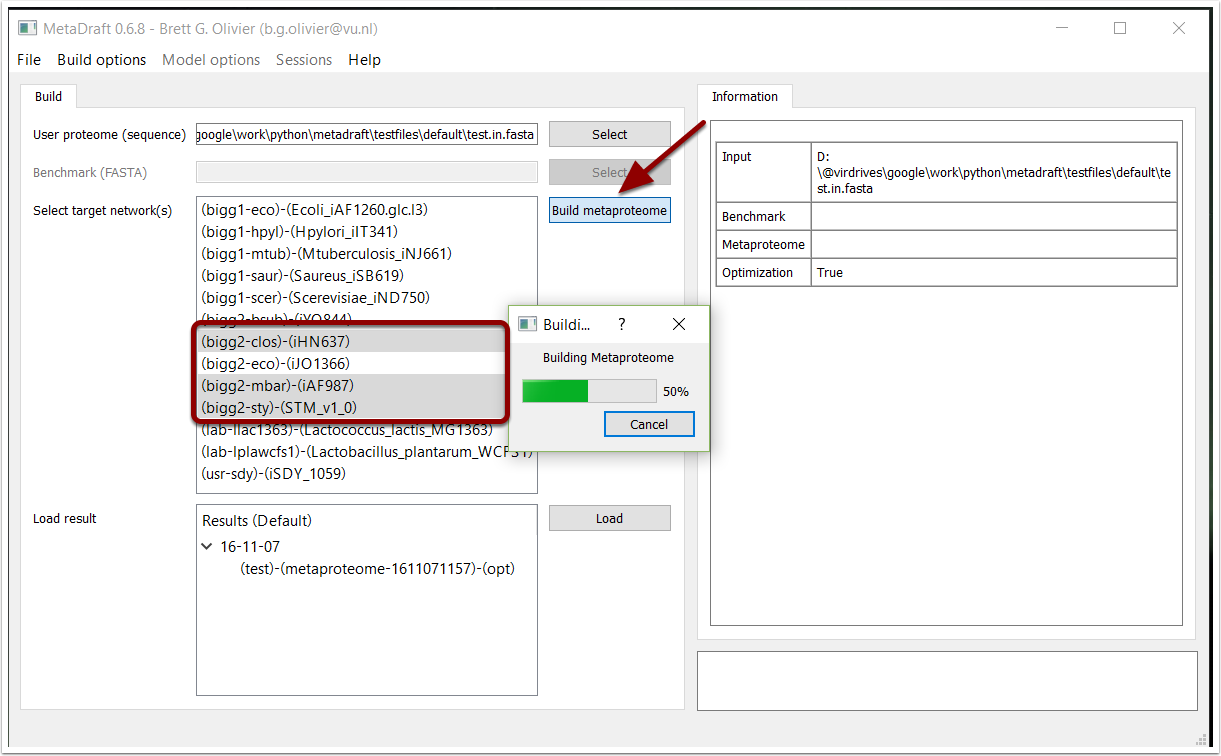 MetaDraft 0.6.8 - Brett G. Olivier (b.g.olivier@vu.nl)
File Build options Model options Sessions Help
Build
User proteome (sequence) google\work\python\metadraft\testfiles\default\test.in.fasta Select
Benchmark (FASTA) Select
Select target network(s)
(bigg1-eco)-(Ecoli_iAF1260.glc.l3)
(bigg1-hpyl)-(Hpylori_iIT341)
(bigg1-mtub)-(Mtuberculosis_iNJ661)
(bigg1-saur)-(Saureus_iSB619)
(bigg1-scer)-(Scerevisiae_iND750)
(bigg2-bsub)-(iYO844)
(bigg2-clos)-(iHN637)
(bigg2-eco)-(iJO1366)
(bigg2-mbar)-(iAF987)
(bigg2-sty)-(STM_v1_0)
(lab-llac1363)-(Lactococcus_lactis_MG1363)
(lab-lplawcfs1)-(Lactobacillus_plantarum_WCFS1)
(usr-sdy)-(iSDY_1059)
Build metaproteome
Buildi... ?
Building Metaproteome
50%
Cancel
Load result
Results (Default)
16-11-07
(test)-(metaproteome-1611071157)-(opt)
Load
Information
Input D:
\@virdrives\google\work\python\metadraft\testfiles\default\te
st.in.fasta
Benchmark
Metaproteome
Optimization True